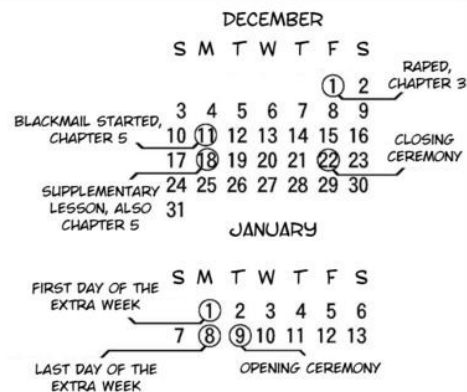 DECEMBER
S M T W T F S
1 2
RAPED,
CHAPTER 3
3 4 5 6 7 8 9
BLACKMAIL STARTED,
CHAPTER 5
10 11 12 13 14 15 16
CLOSING
CEREMONY
17 18 19 20 21 22 23
SUPPLEMENTARY
LESSON, ALSO
CHAPTER 5
24 25 26 27 28 29 30
31
JANUARY
S M T W T F S
FIRST DAY OF THE
EXTRA WEEK
1 2 3 4 5 6
7 8 9 10 11 12 13
LAST DAY OF THE
EXTRA WEEK
OPENING CEREMONY